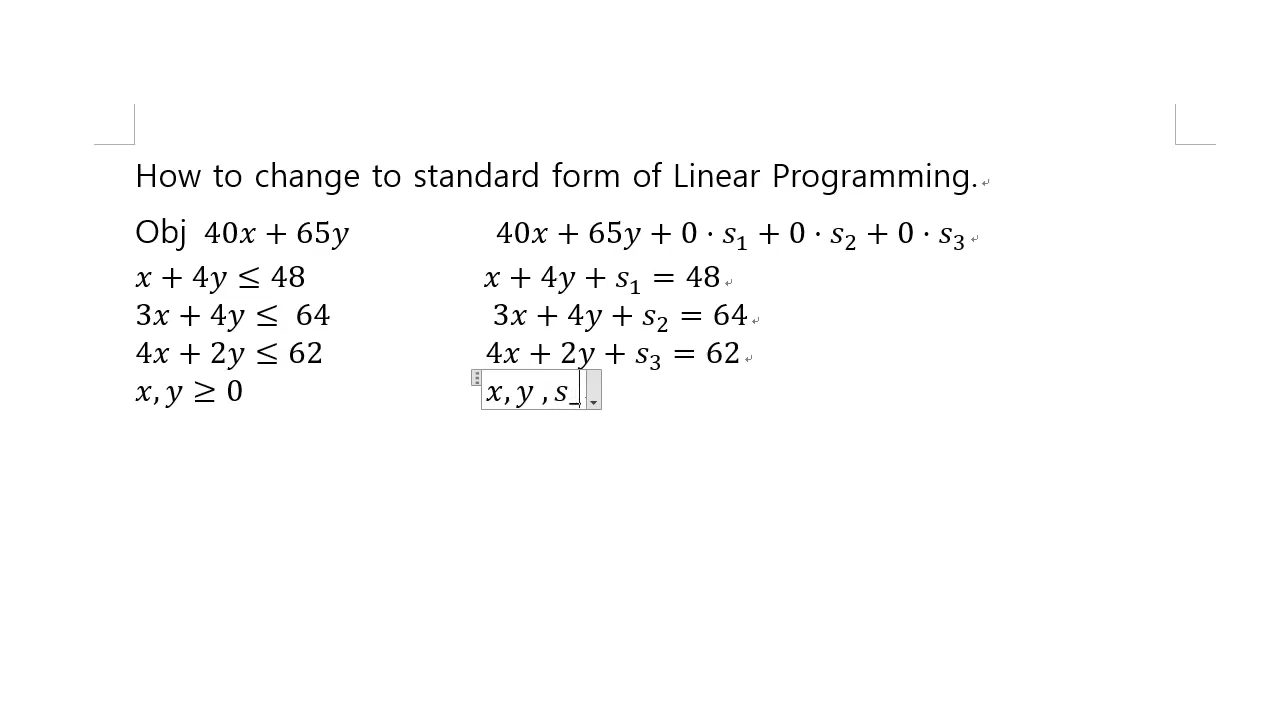 How to change to standard form of Linear Programming.
Obj 40x + 65y 40x + 65y + 0 · s₁ + 0 · s₂ + 0 · s₃
x + 4y ≤ 48 x + 4y + s₁ = 48
3x + 4y ≤ 64 3x + 4y + s₂ = 64
4x + 2y ≤ 62 4x + 2y + s₃ = 62
x, y ≥ 0 x, y , s_